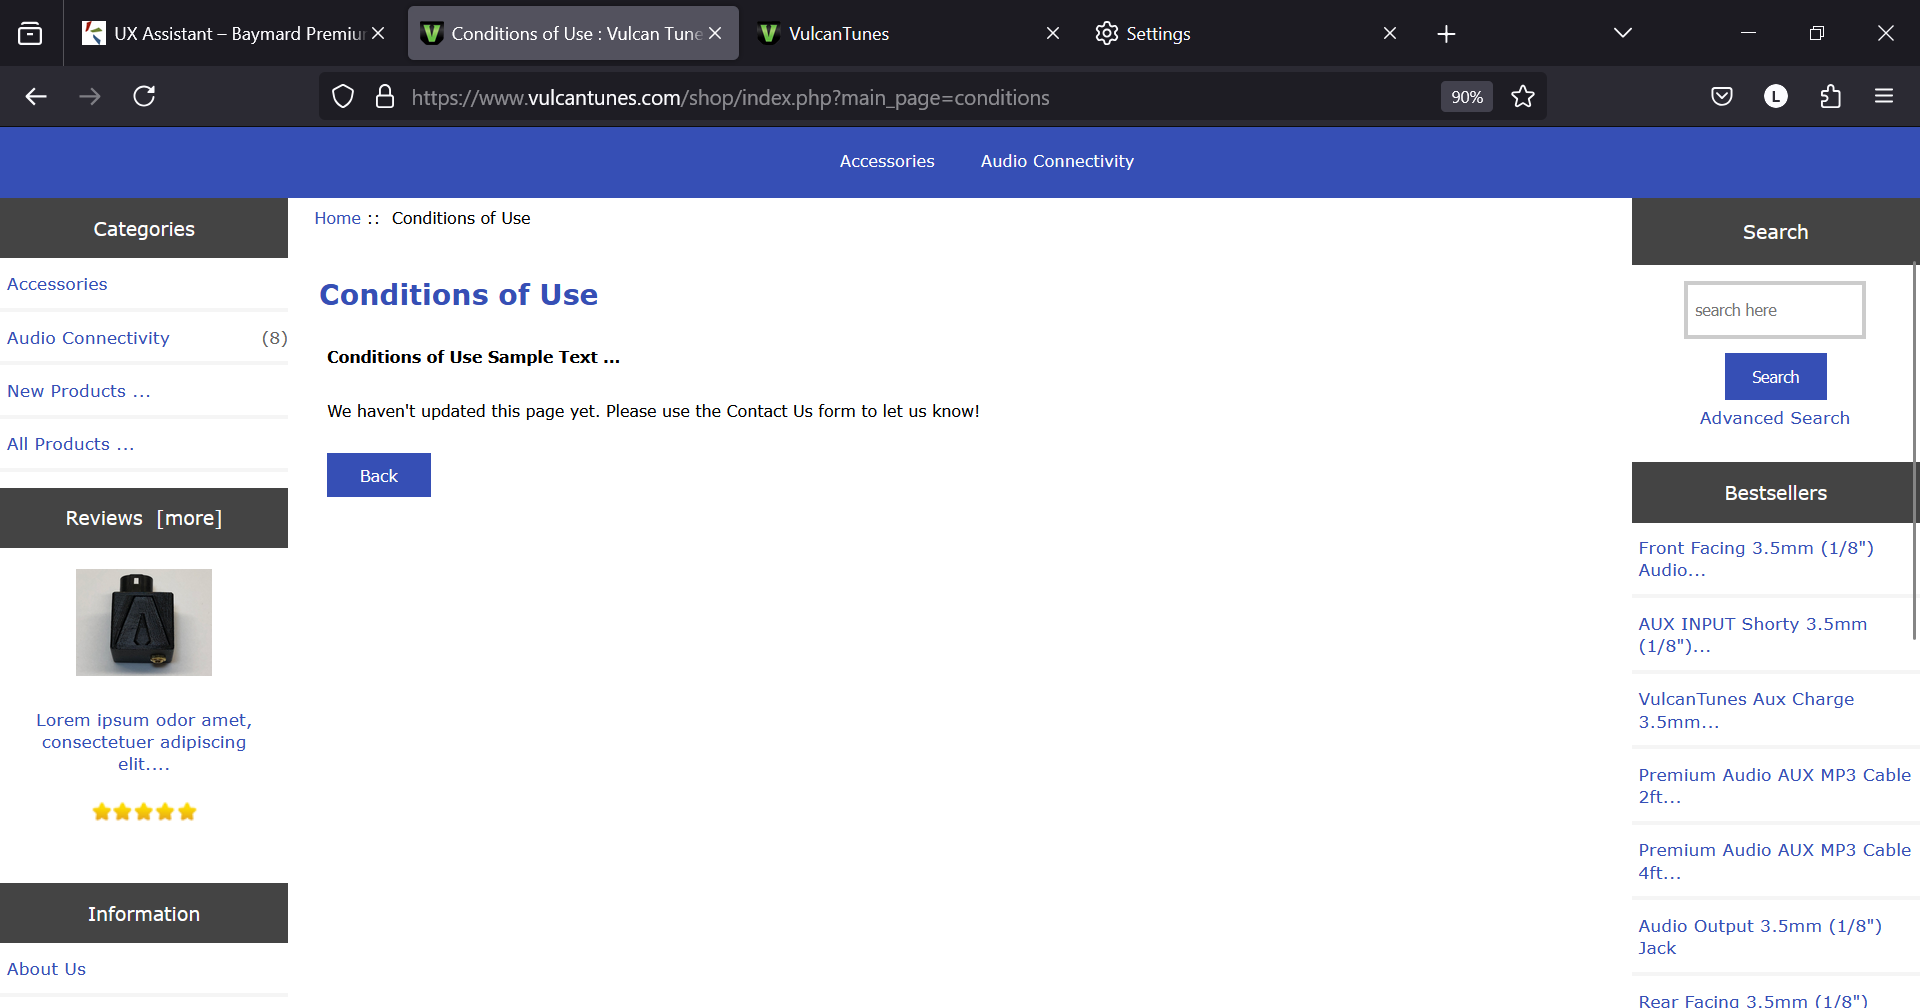 UX Assistant – Baymard Premiu
Conditions of Use : Vulcan Tune
VulcanTunes
Settings
https://www.vulcantunes.com/shop/index.php?main_page=conditions
90%
L
Accessories
Audio Connectivity
Categories
Accessories
Audio Connectivity (8)
New Products ...
All Products ...
Reviews [more]
Lorem ipsum odor amet,
consectetuer adipiscing
elit....
Information
About Us
Home :: Conditions of Use
Conditions of Use
Conditions of Use Sample Text ...
We haven't updated this page yet. Please use the Contact Us form to let us know!
Back
Search
search here
Search
Advanced Search
Bestsellers
Front Facing 3.5mm (1/8")
Audio...
AUX INPUT Shorty 3.5mm
(1/8")...
VulcanTunes Aux Charge
3.5mm...
Premium Audio AUX MP3 Cable
2ft...
Premium Audio AUX MP3 Cable
4ft...
Audio Output 3.5mm (1/8")
Jack
Rear Facing 3.5mm (1/8")